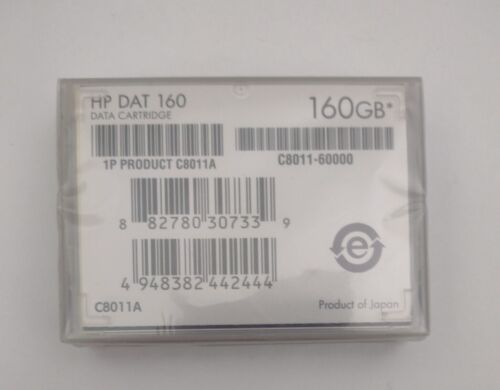 HP DAT 160
DATA CARTRIDGE
160GB*
1P PRODUCT C8011A
C8011-60000
8 82780 30733 9
e
4 948382 442444
C8011A
Product of Japan